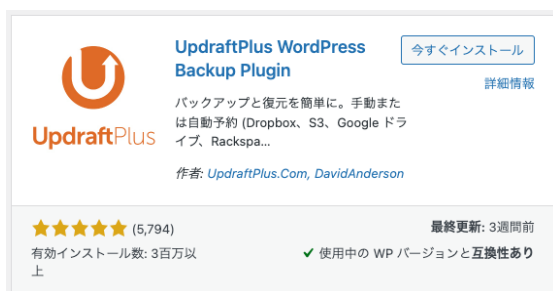 UpdraftPlus WordPress
Backup Plugin
今すぐインストール
詳細情報
バックアップと復元を簡単に。手動また
は自動予約 (Dropbox、S3、Google ドラ
イブ、Rackspa...
作者: UpdraftPlus.Com, DavidAnderson
UpdraftPlus
(5,794)
最終更新: 3週間前
有効インストール数: 3百万以
上
使用中の WP バージョンと互換性あり